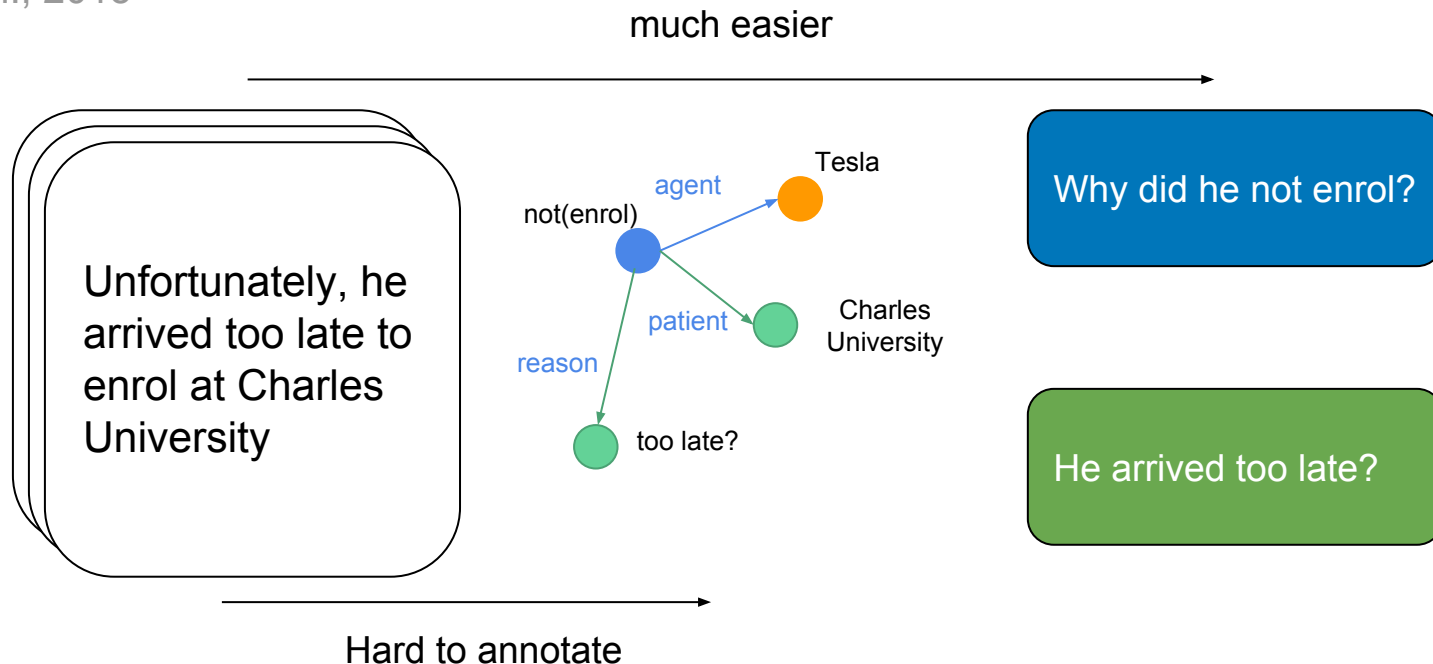 much easier
Unfortunately, he
arrived too late to
enrol at Charles
University
not(enrol)
agent
Tesla
patient
Charles
University
reason
too late?
Why did he not enrol?
He arrived too late?
Hard to annotate